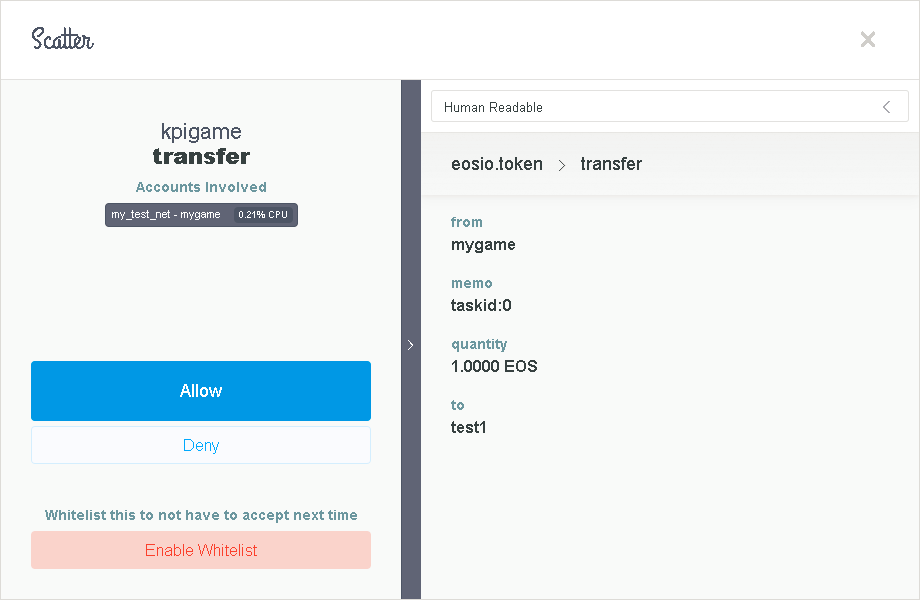 Scatter
kpigame
transfer
Accounts Involved
my_test_net - mygame 0.21% CPU
Allow
Deny
Whitelist this to not have to accept next time
Enable Whitelist
Human Readable
eosio.token > transfer
from
mygame
memo
taskid:0
quantity
1.0000 EOS
to
test1